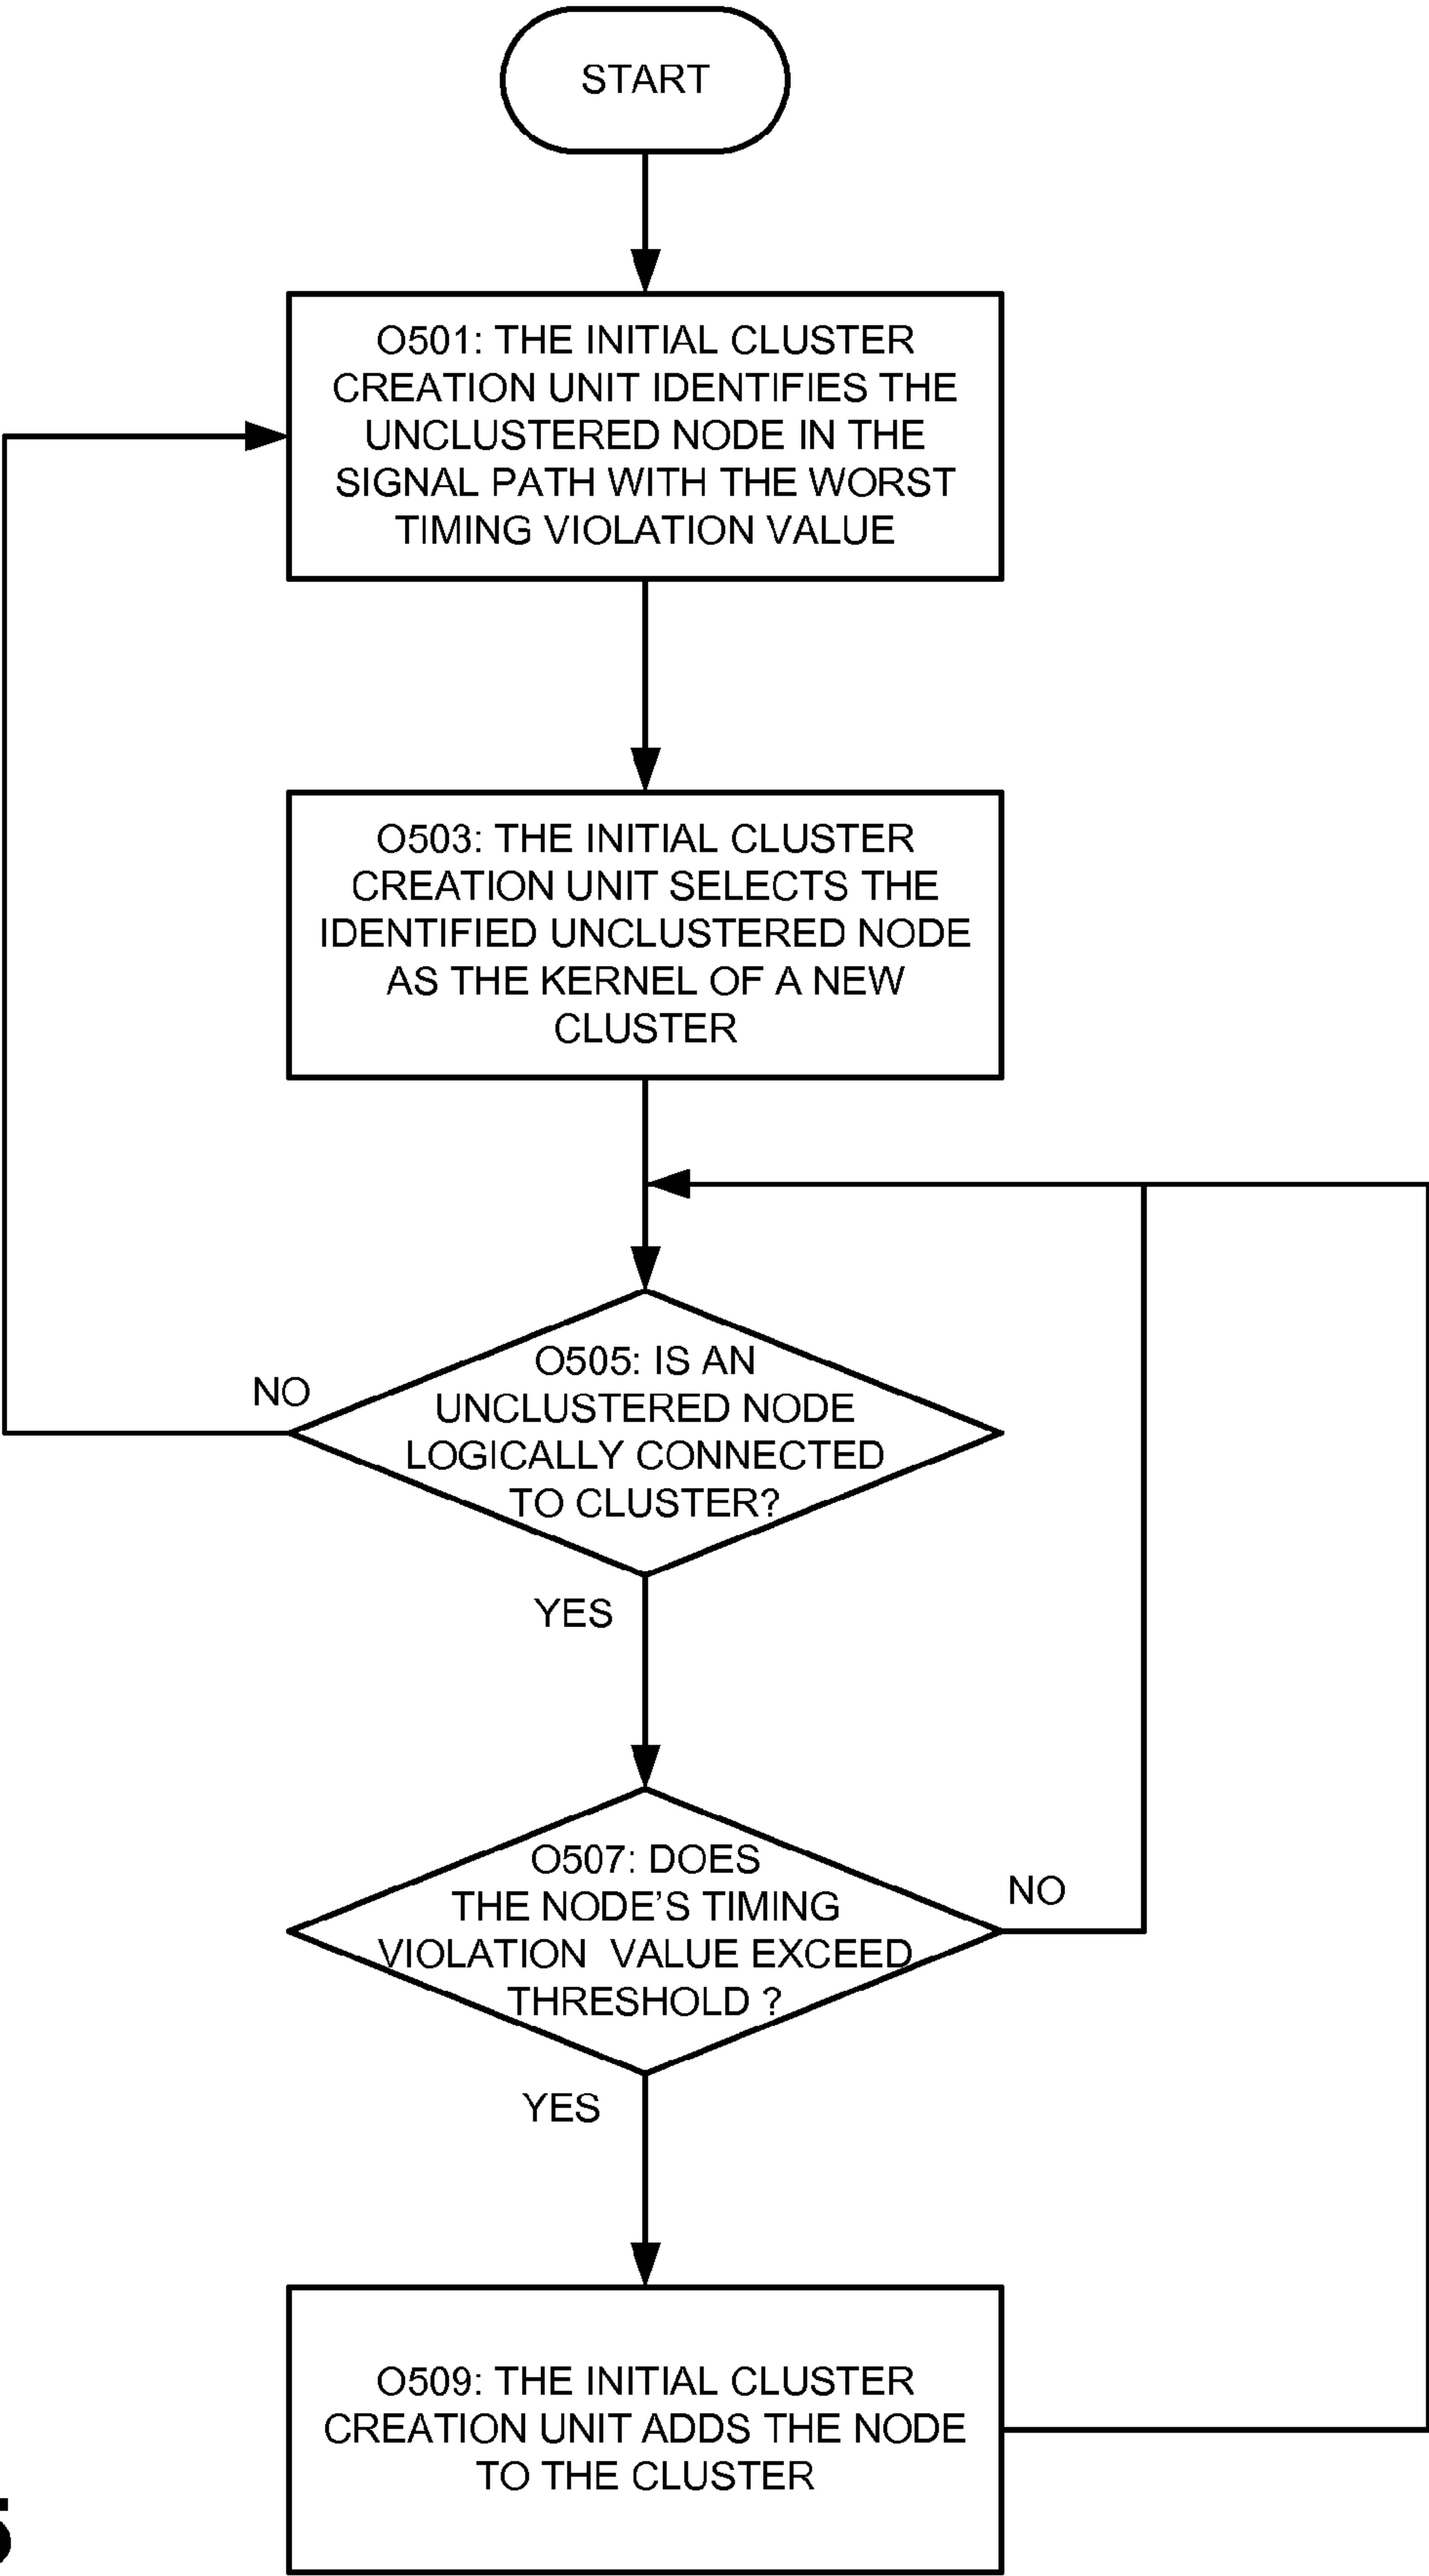 START
O501: THE INITIAL CLUSTER
CREATION UNIT IDENTIFIES THE
UNCLUSTERED NODE IN THE
SIGNAL PATH WITH THE WORST
TIMING VIOLATION VALUE
O503: THE INITIAL CLUSTER
CREATION UNIT SELECTS THE
IDENTIFIED UNCLUSTERED NODE
AS THE KERNEL OF A NEW
CLUSTER
O505: IS AN
UNCLUSTERED NODE
LOGICALLY CONNECTED
TO CLUSTER?
NO
YES
O507: DOES
THE NODE'S TIMING
VIOLATION  VALUE EXCEED
THRESHOLD ?
NO
YES
O509: THE INITIAL CLUSTER
CREATION UNIT ADDS THE NODE
TO THE CLUSTER